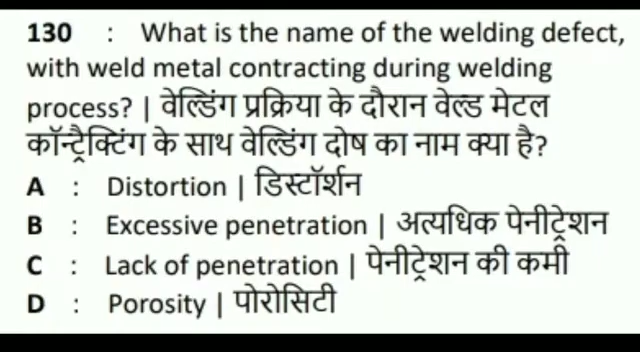 130 : What is the name of the welding defect,
with weld metal contracting during welding
process? | वेल्डिंग प्रक्रिया के दौरान वेल्ड मेटल
कॉन्ट्रैक्टिंग के साथ वेल्डिंग दोष का नाम क्या है?
A : Distortion | डिस्टॉर्शन
B : Excessive penetration | अत्यधिक पेनीट्रेशन
C : Lack of penetration | पेनीट्रेशन की कमी
D : Porosity | पोरोसिटी